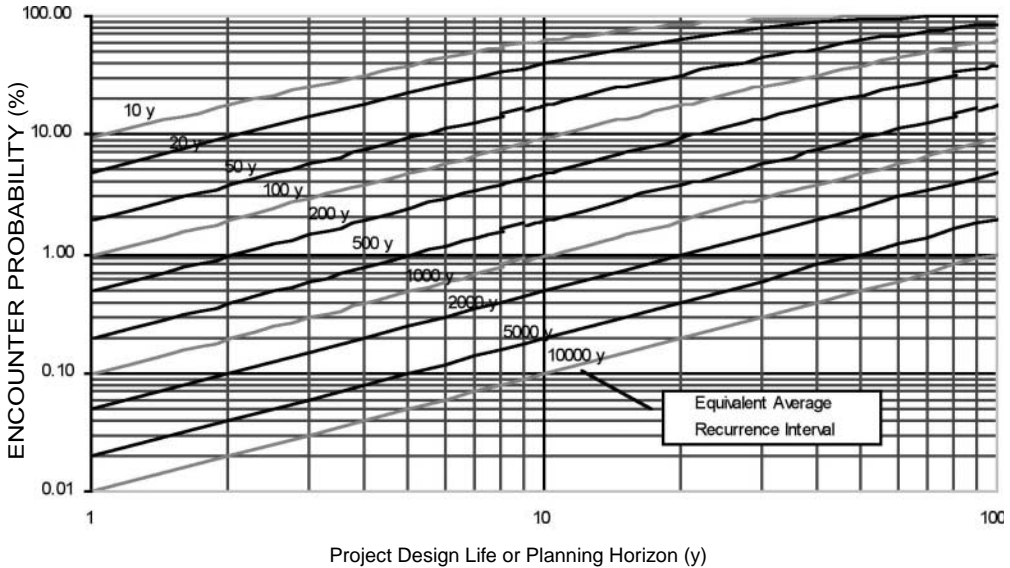 100.00
10.00
1.00
0.10
0.01
ENCOUNTER PROBABILITY (%)
10 y
20 y
50 y
100 y
200 y
500 y
1000 y
2000 y
5000 y
10000 y
Equivalent Average
Recurrence Interval
1
10
100
Project Design Life or Planning Horizon (y)